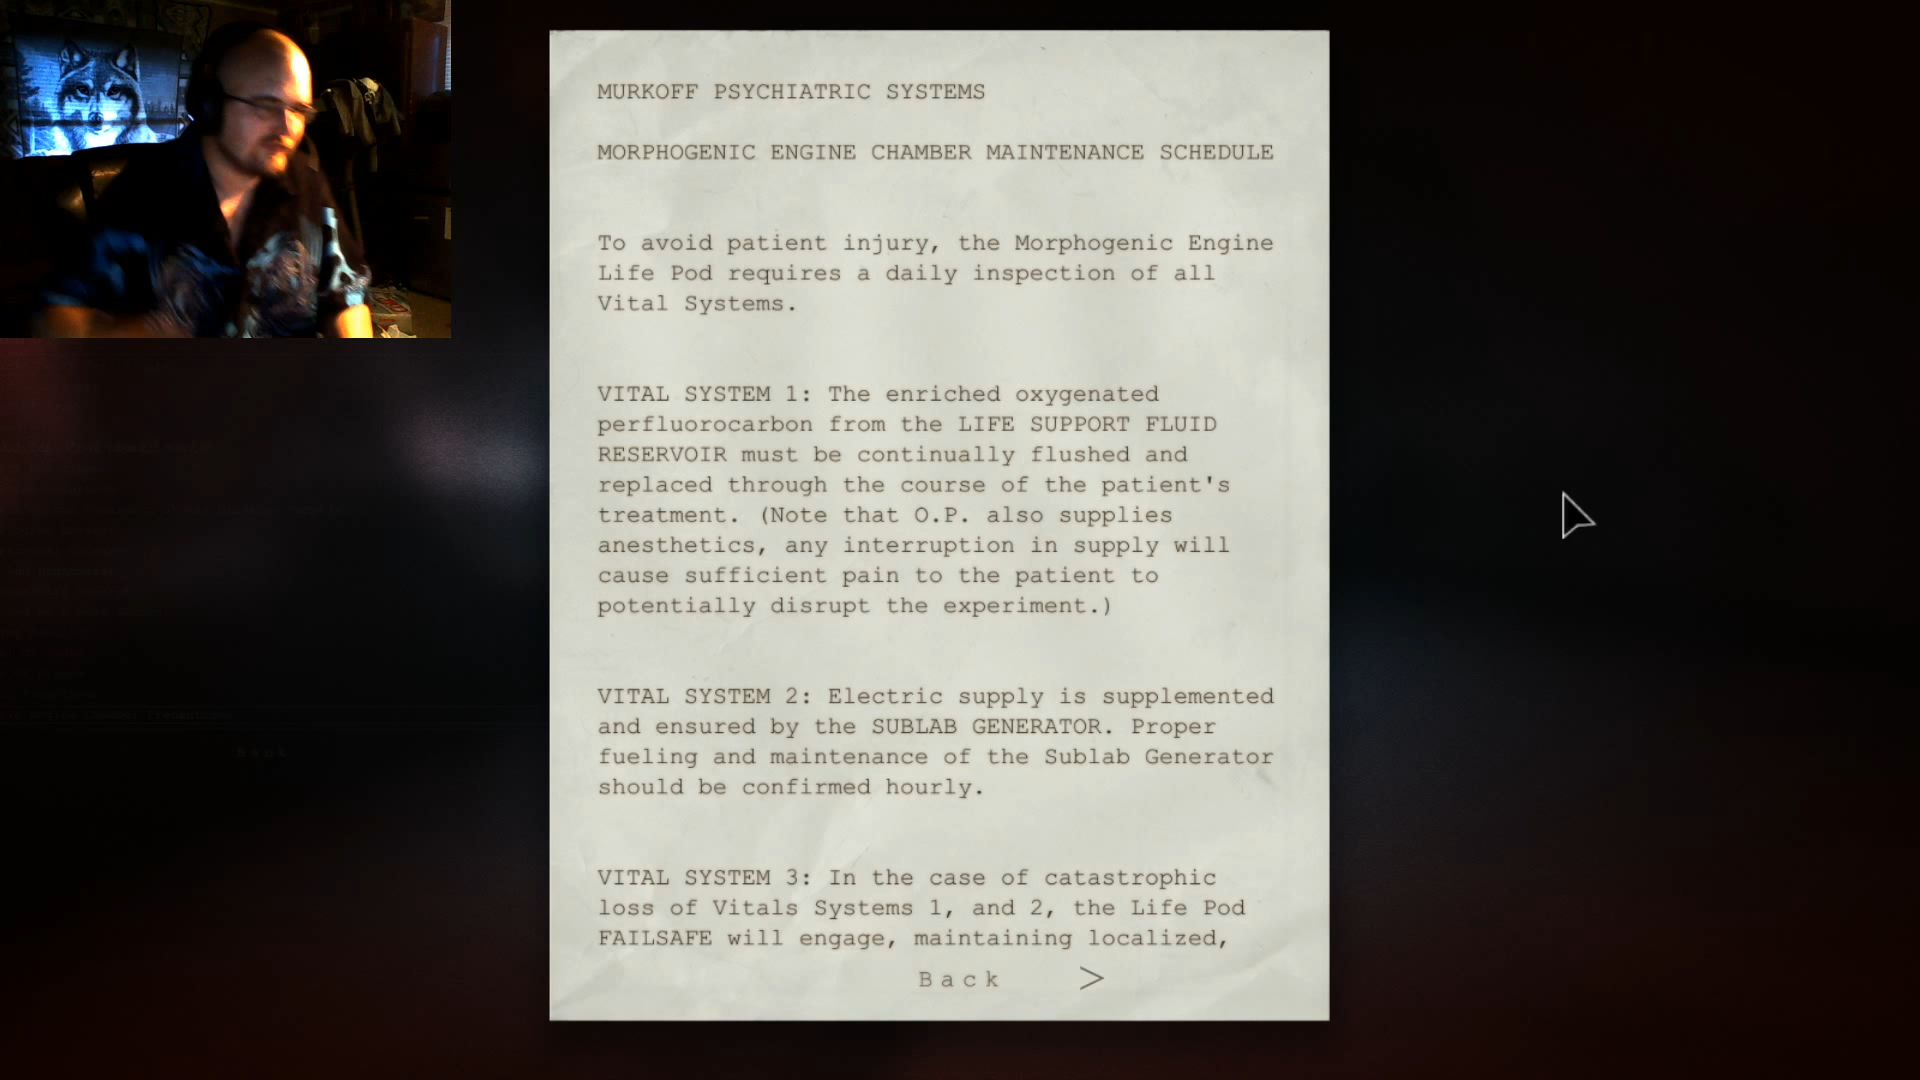 MURKOFF PSYCHIATRIC SYSTEMS
MORPHOGENIC ENGINE CHAMBER MAINTENANCE SCHEDULE
To avoid patient injury, the Morphogenic Engine
Life Pod requires a daily inspection of all
Vital Systems.
VITAL SYSTEM 1: The enriched oxygenated
perfluorocarbon from the LIFE SUPPORT FLUID
RESERVOIR must be continually flushed and
replaced through the course of the patient's
treatment. (Note that O.P. also supplies
anesthetics, any interruption in supply will
cause sufficient pain to the patient to
potentially disrupt the experiment.)
VITAL SYSTEM 2: Electric supply is supplemented
and ensured by the SUBLAB GENERATOR. Proper
fueling and maintenance of the Sublab Generator
should be confirmed hourly.
VITAL SYSTEM 3: In the case of catastrophic
loss of Vitals Systems 1, and 2, the Life Pod
FAILSAFE will engage, maintaining localized,
Back >
Back